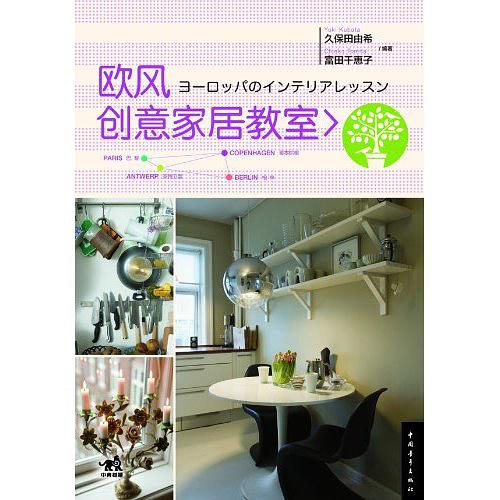 Yuki Kubota
久保田由希
Chieko Tomita
富田千恵子
/编著
欧风
ヨーロッパのインテリアレッスン
创意家居教室>
PARIS 巴黎
COPENHAGEN 哥本哈根
ANTWERP 安特卫普
BERLIN 柏林
中青雄狮
中国青年出版社